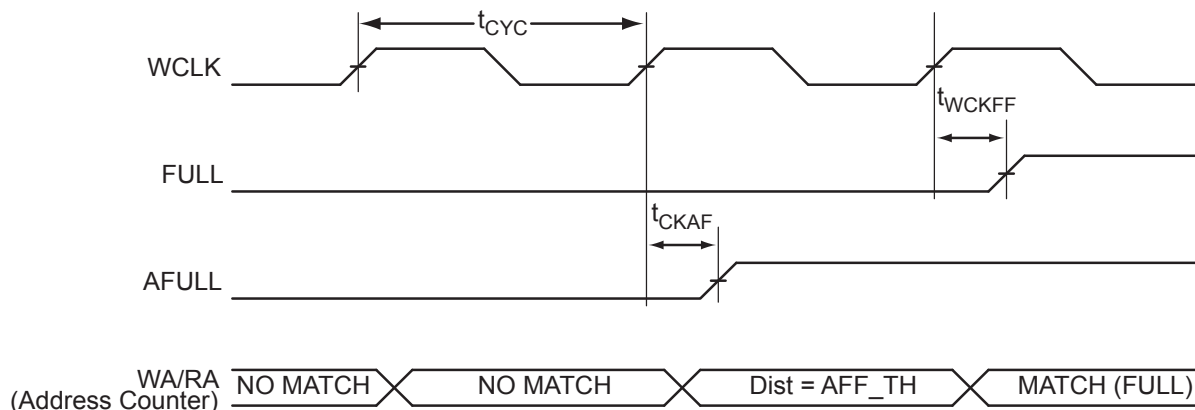 tCYC
WCLK
tWCKFF
FULL
tCKAF
AFULL
WA/RA
(Address Counter)
NO MATCH
NO MATCH
Dist = AFF_TH
MATCH (FULL)